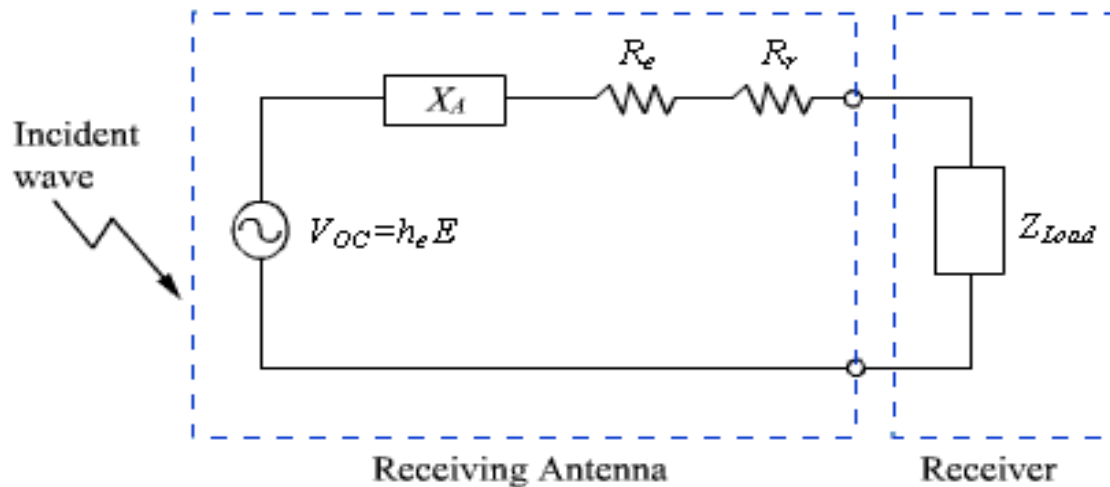 R_e
R_r
X_A
Incident
wave
V_OC=h_e E
Z_Load
Receiving Antenna
Receiver